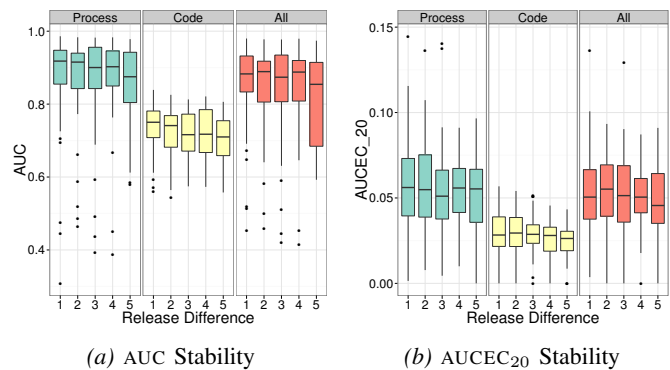 Process Code All
1.0
0.8
0.6
0.4
AUC
1 2 3 4 5 1 2 3 4 5 1 2 3 4 5
Release Difference
(a) AUC Stability
Process Code All
0.15
0.10
0.05
0.00
AUCEC_20
1 2 3 4 5 1 2 3 4 5 1 2 3 4 5
Release Difference
(b) AUCEC20 Stability